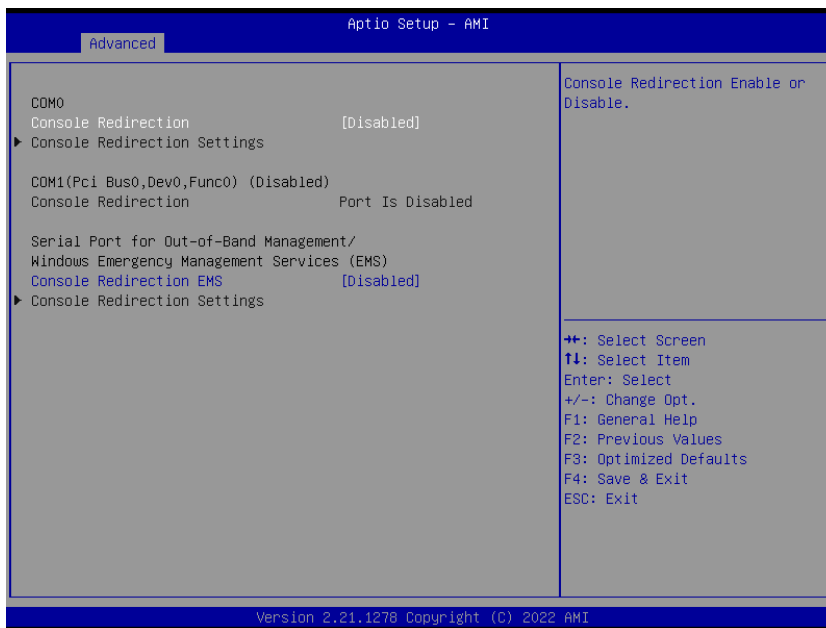 Aptio Setup – AMI
Advanced
COM0
Console Redirection [Disabled]
▶ Console Redirection Settings
COM1(Pci Bus0,Dev0,Func0) (Disabled)
Console Redirection Port Is Disabled
Serial Port for Out-of-Band Management/
Windows Emergency Management Services (EMS)
Console Redirection EMS [Disabled]
▶ Console Redirection Settings
Console Redirection Enable or
Disable.
→←: Select Screen
↑↓: Select Item
Enter: Select
+/-: Change Opt.
F1: General Help
F2: Previous Values
F3: Optimized Defaults
F4: Save & Exit
ESC: Exit
Version 2.21.1278 Copyright (C) 2022 AMI